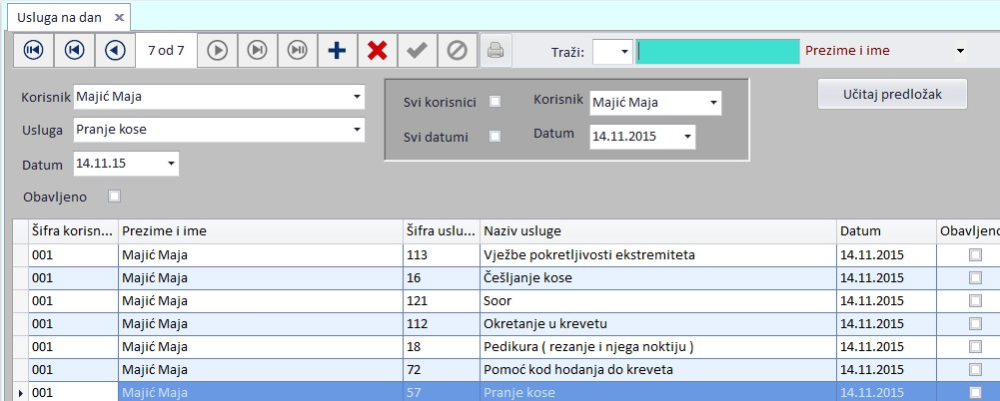 Usluga na dan x
7 od 7 Traži: Prezime i ime
Korisnik Majić Maja
Usluga Pranje kose
Datum 14.11.15
Obavljeno
Svi korisnici Korisnik Majić Maja
Svi datumi Datum 14.11.2015
Učitaj predložak
Šifra korisn... Prezime i ime Šifra uslu... Naziv usluge Datum Obavljeno
001 Majić Maja 113 Vježbe pokretljivosti ekstremiteta 14.11.2015
001 Majić Maja 16 Češljanje kose 14.11.2015
001 Majić Maja 121 Soor 14.11.2015
001 Majić Maja 112 Okretanje u krevetu 14.11.2015
001 Majić Maja 18 Pedikura ( rezanje i njega noktiju ) 14.11.2015
001 Majić Maja 72 Pomoć kod hodanja do kreveta 14.11.2015
001 Majić Maja 57 Pranje kose 14.11.2015